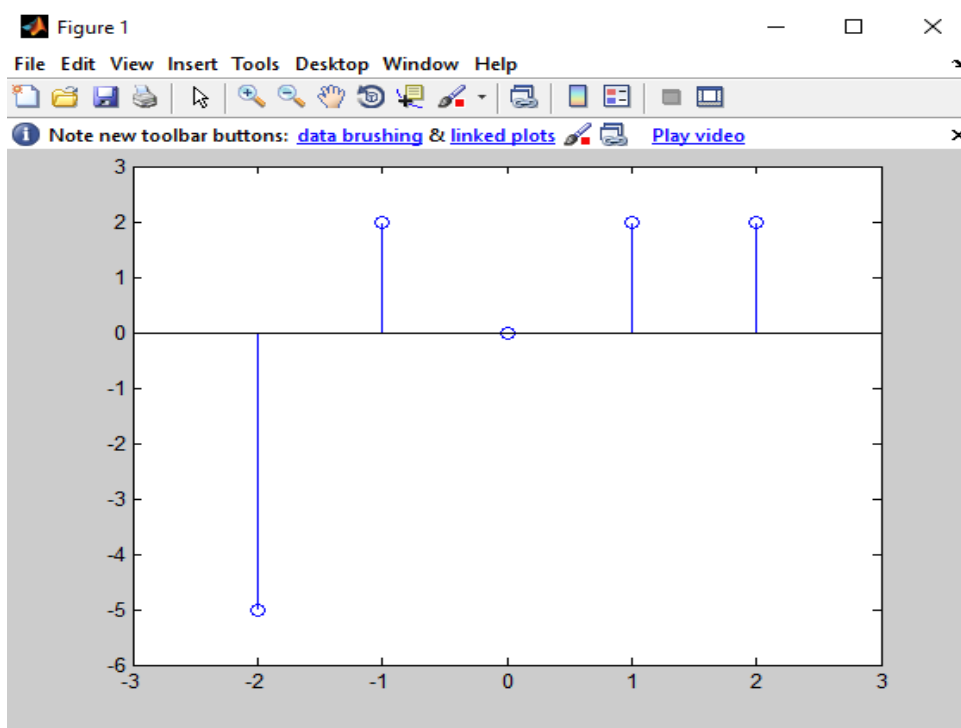 Figure 1
File Edit View Insert Tools Desktop Window Help
Note new toolbar buttons: data brushing & linked plots Play video
3
2
1
0
-1
-2
-3
-4
-5
-6
-3 -2 -1 0 1 2 3